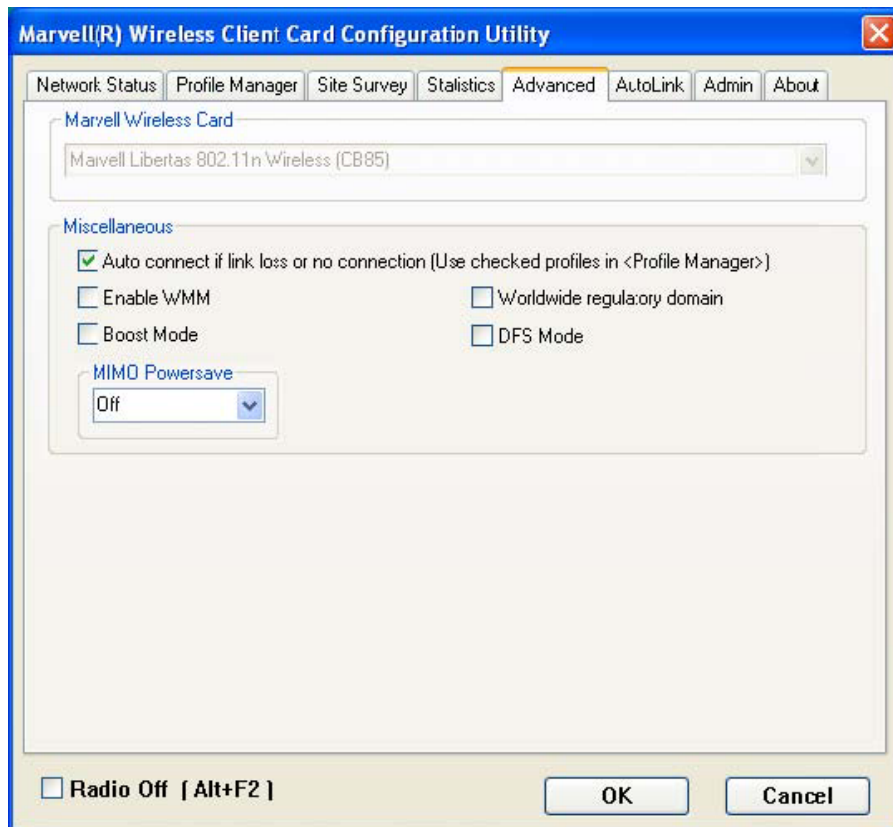 Marvell(R) Wireless Client Card Configuration Utility
Network Status Profile Manager Site Survey Statistics Advanced AutoLink Admin About
Marvell Wireless Card
Marvell Libertas 802.11n Wireless (CB85)
Miscellaneous
Auto connect if link loss or no connection (Use checked profiles in <Profile Manager>)
Enable WMM Worldwide regulatory domain
Boost Mode DFS Mode
MIMO Powersave
Off
Radio Off [ Alt+F2 ] OK Cancel